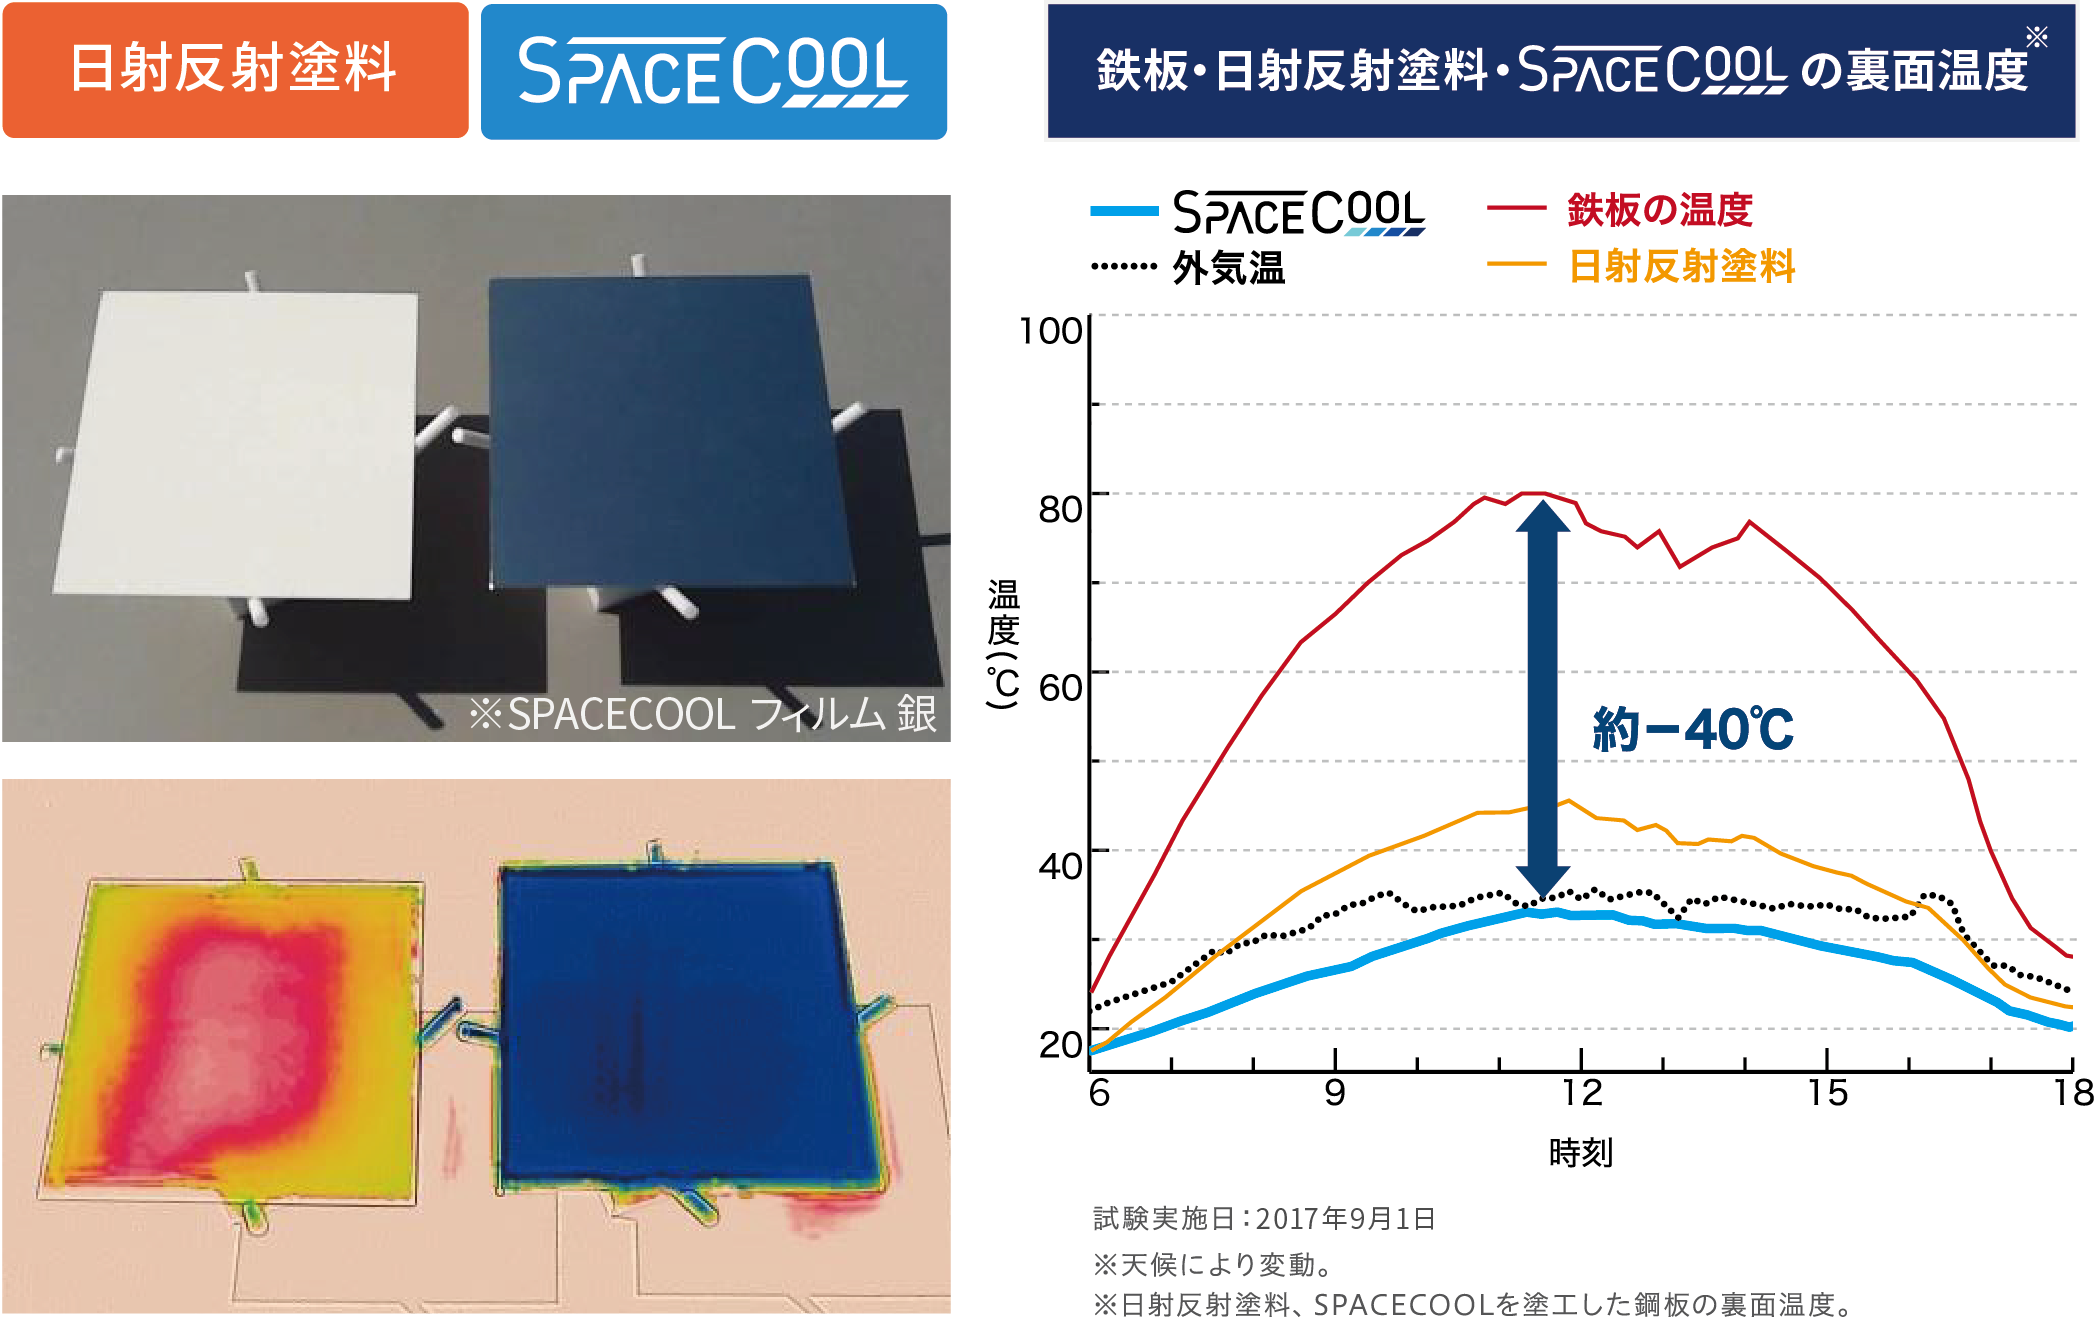 日射反射塗料
SPACECOOL
※SPACECOOL フィルム 銀
鉄板・日射反射塗料・SPACECOOLの裏面温度※
SPACECOOL
鉄板の温度
外気温
日射反射塗料
温度(℃)
100
80
60
40
20
約−40℃
6 9 12 15 18
時刻
試験実施日：2017年9月1日
※天候により変動。
※日射反射塗料、SPACECOOLを塗工した鋼板の裏面温度。